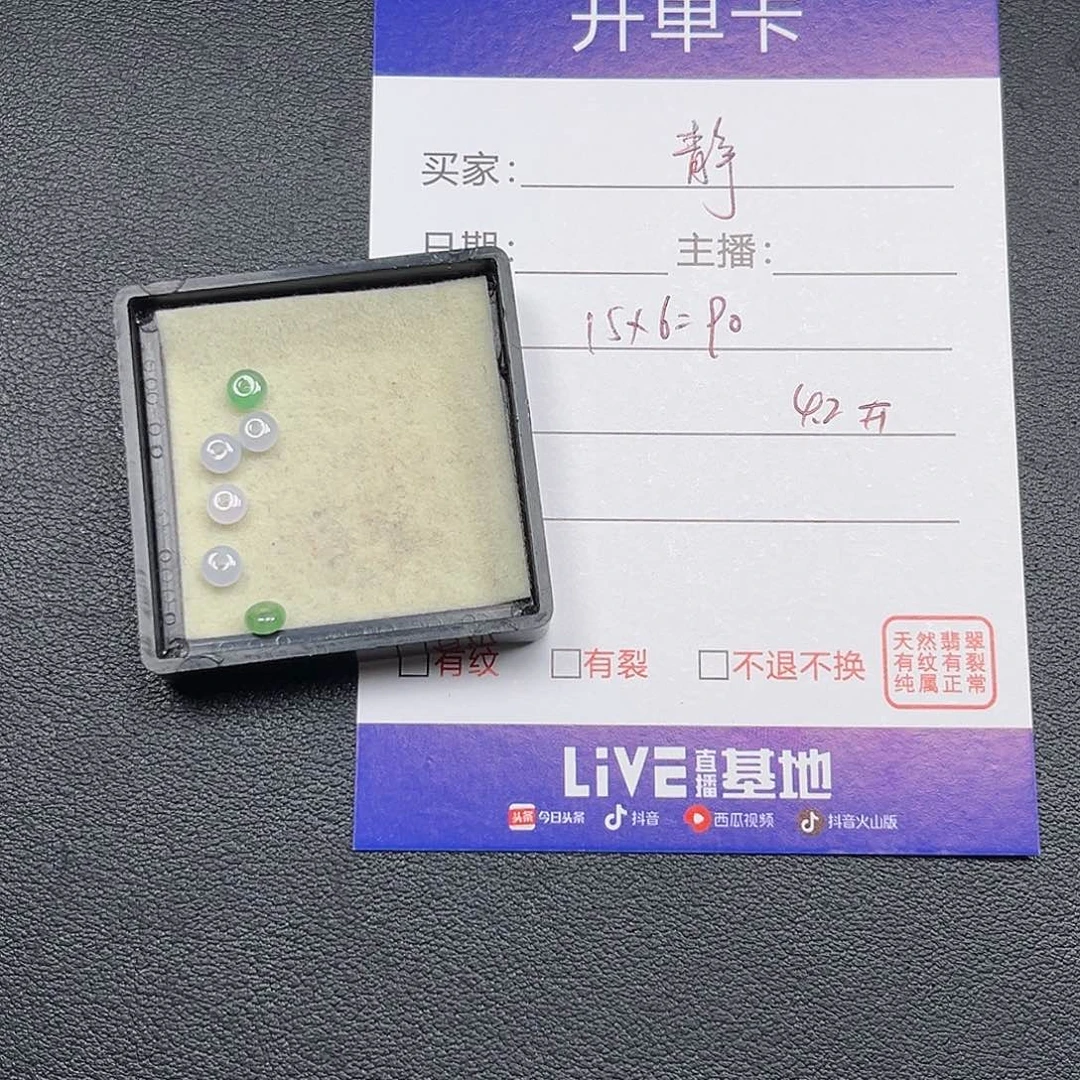 开单卡
买家: 静
日期: 主播:
15×6=90
4.2
有纹 有裂 不退不换
天然翡翠
有纹有裂
纯属正常
LiVE直播基地
头条 今日头条 抖音 西瓜视频 抖音火山版